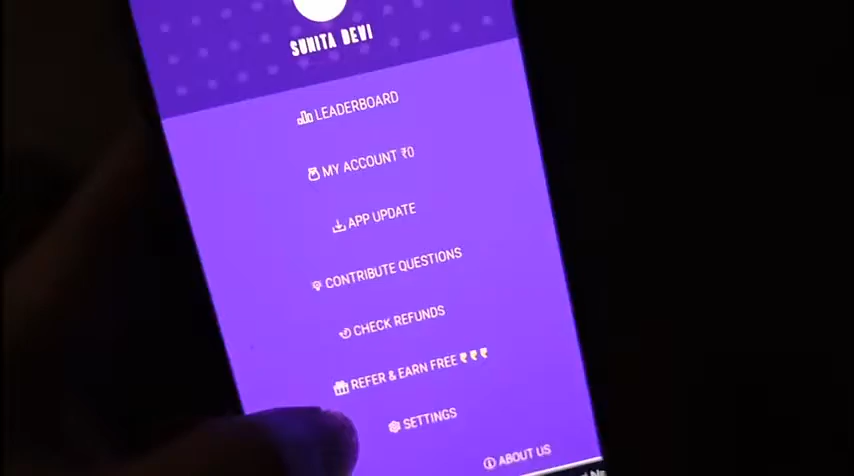 SUNITA DEVI
LEADERBOARD
MY ACCOUNT ₹0
APP UPDATE
CONTRIBUTE QUESTIONS
CHECK REFUNDS
REFER & EARN FREE ₹ ₹ ₹
SETTINGS
ABOUT US